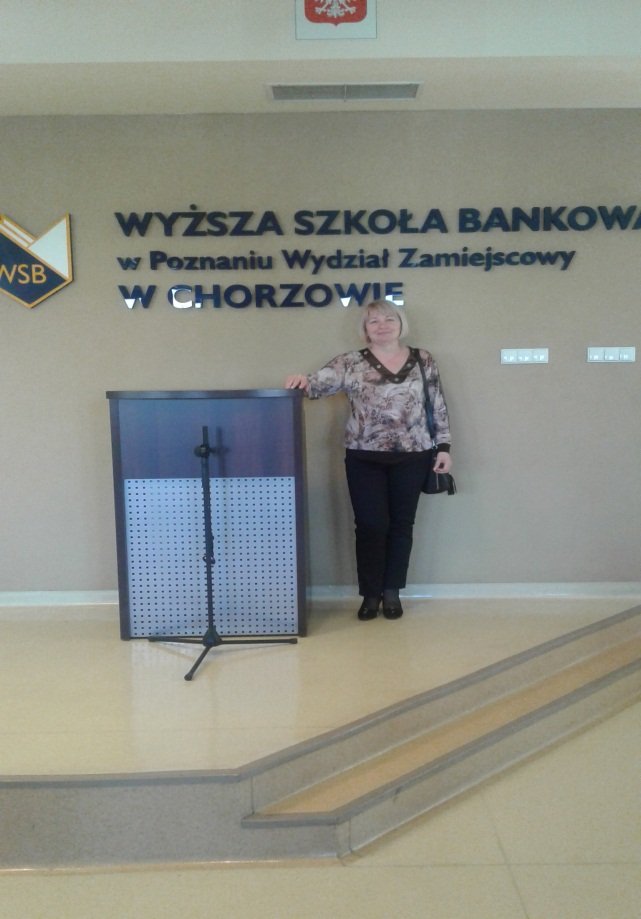 WYŻSZA SZKOŁA BANKOWA
w Poznaniu Wydział Zamiejscowy
W CHORZOWIE
WSB